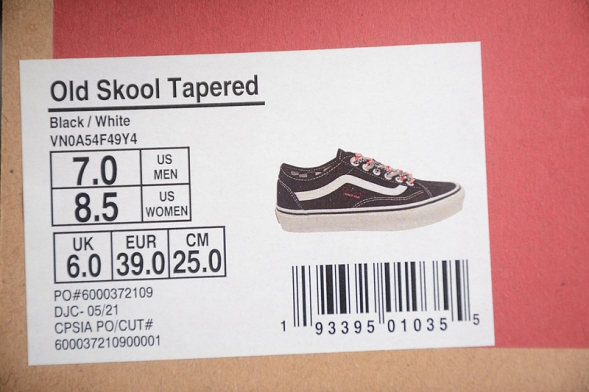 Old Skool Tapered
Black / White
VN0A54F49Y4
7.0 US MEN
8.5 US WOMEN
UK EUR CM
6.0 39.0 25.0
PO#6000372109
DJC- 05/21
CPSIA PO/CUT#
600037210900001
1 93395 01035 5